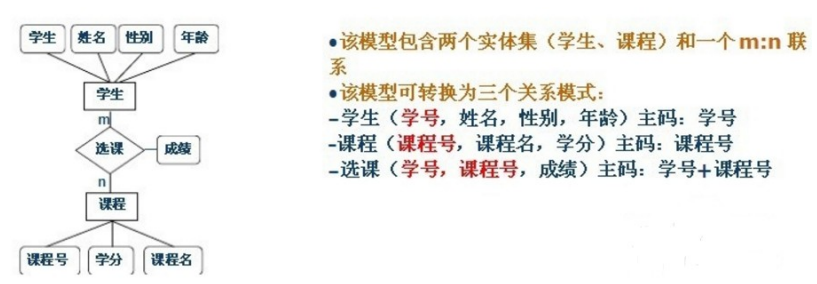 学生 姓名 性别 年龄
学生
m
选课 成绩
n
课程
课程号 学分 课程名
•该模型包含两个实体集（学生、课程）和一个m:n 联
系
•该模型可转换为三个关系模式：
–学生（学号，姓名，性别，年龄）主码：学号
-课程（课程号，课程名，学分）主码：课程号
–选课（学号，课程号，成绩）主码：学号+课程号